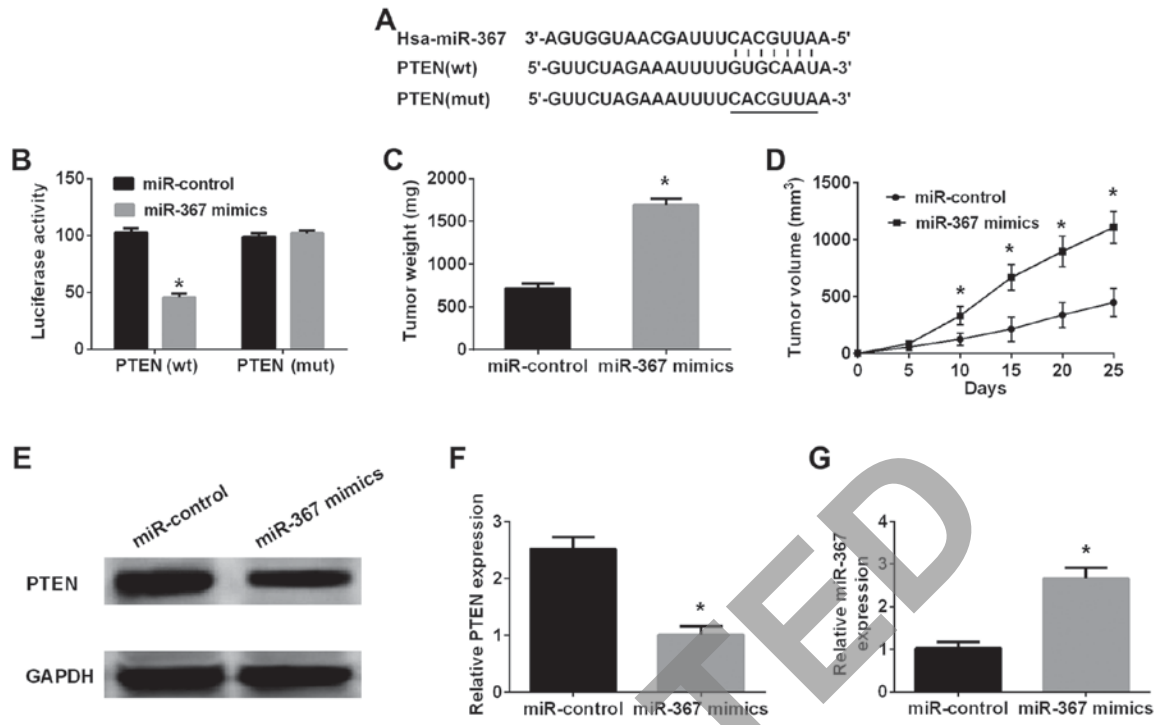 A
Hsa-miR-367 3'-AGUGGUAACGAUUUCACGUUAA-5'
PTEN(wt) 5'-GUUCUAGAAAUUUUGUGCAAUA-3'
PTEN(mut) 5'-GUUCUAGAAAUUUUCACGUUAA-3'
B
Luciferase activity
150
100
50
0
miR-control
miR-367 mimics
*
PTEN (wt) PTEN (mut)
C
Tumor weight (mg)
2000
1500
1000
500
0
*
miR-control miR-367 mimics
D
Tumor volume (mm³)
1500
1000
500
0
miR-control
miR-367 mimics
* * * *
0 5 10 15 20 25
Days
E
miR-control miR-367 mimics
PTEN
GAPDH
F
Relative PTEN expression
3
2
1
0
*
miR-control miR-367 mimics
G
Relative miR-367
expression
4
3
2
1
0
*
miR-control miR-367 mimics
TED